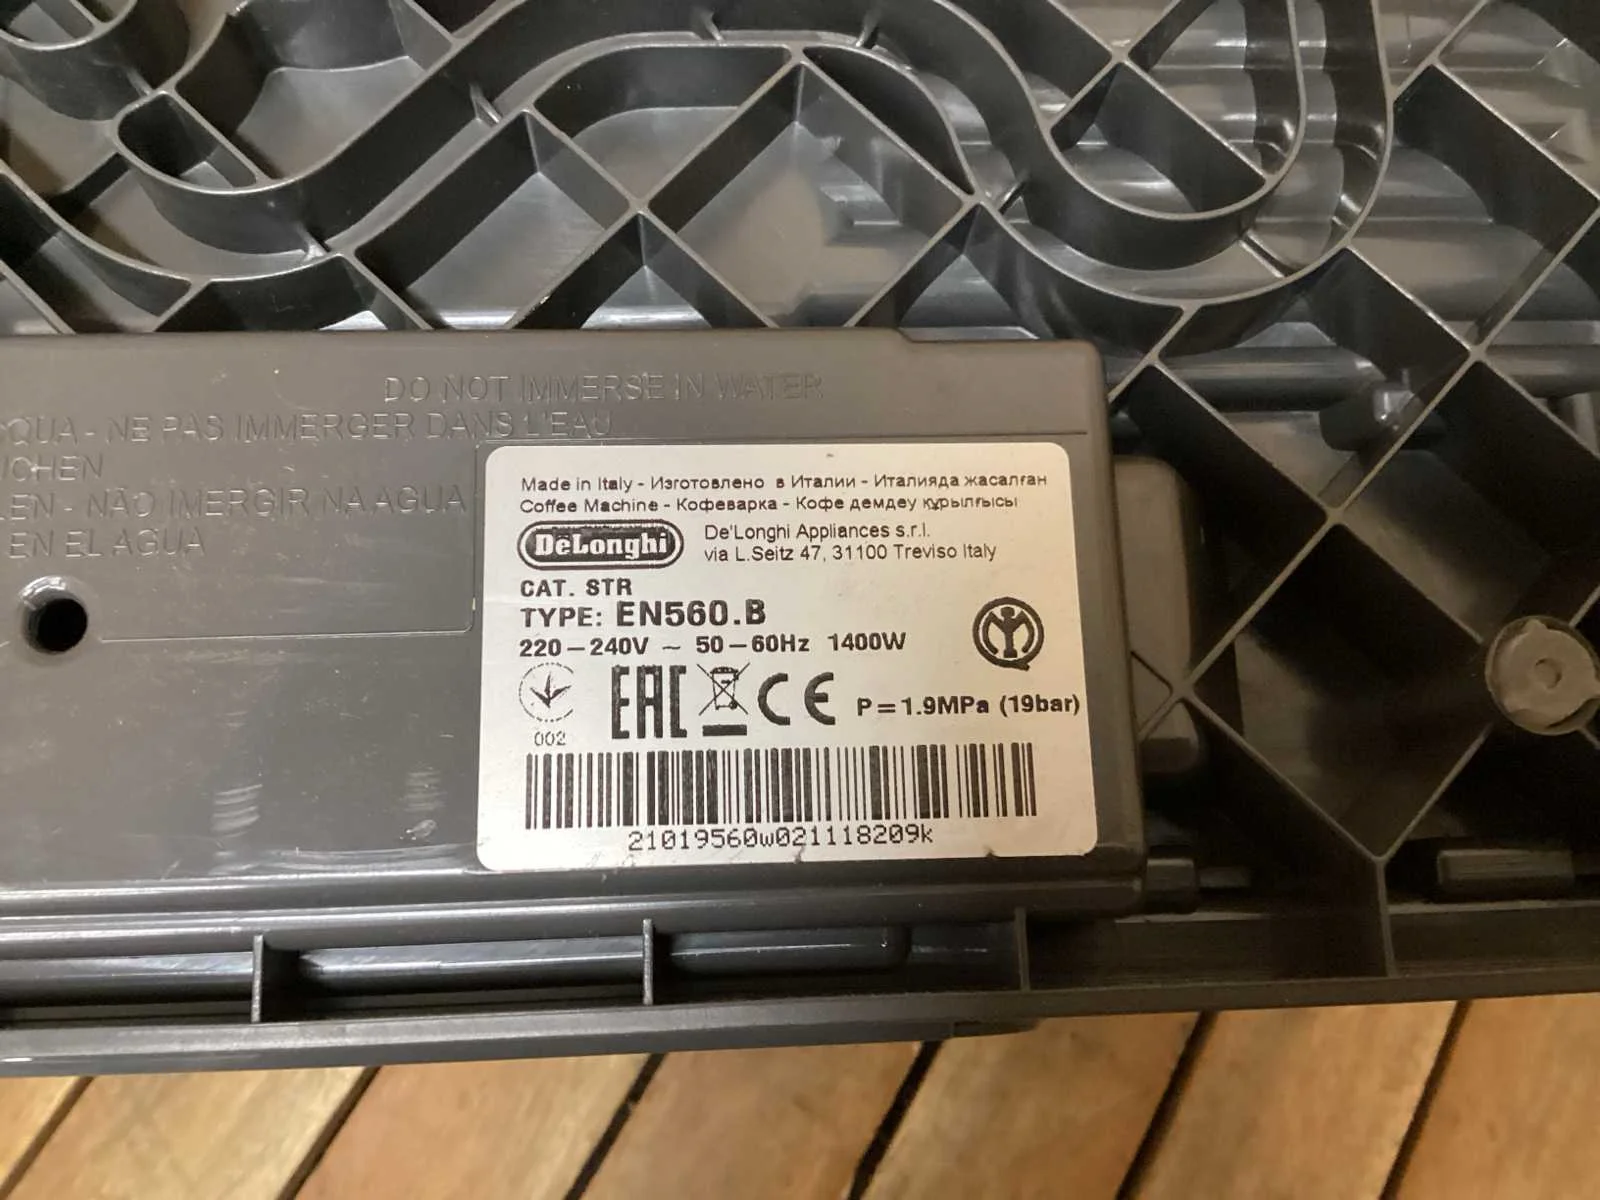 DO NOT IMMERSE IN WATER
QUA - NE PAS IMMERGER DANS L'EAU
ICHEN
LEN - NÃO IMERGIR NA AGUA
EN EL AGUA
Made in Italy - Изготовлено в Италии - Италияда жасалған
Coffee Machine - Кофеварка - Кофе демдеу құрылғысы
DeLonghi
De'Longhi Appliances s.r.l.
via L.Seitz 47, 31100 Treviso Italy
CAT. STR
TYPE: EN560.B
220-240V ~ 50-60Hz 1400W
EAC CE P=1.9MPa (19bar)
002
21019560w021118209k